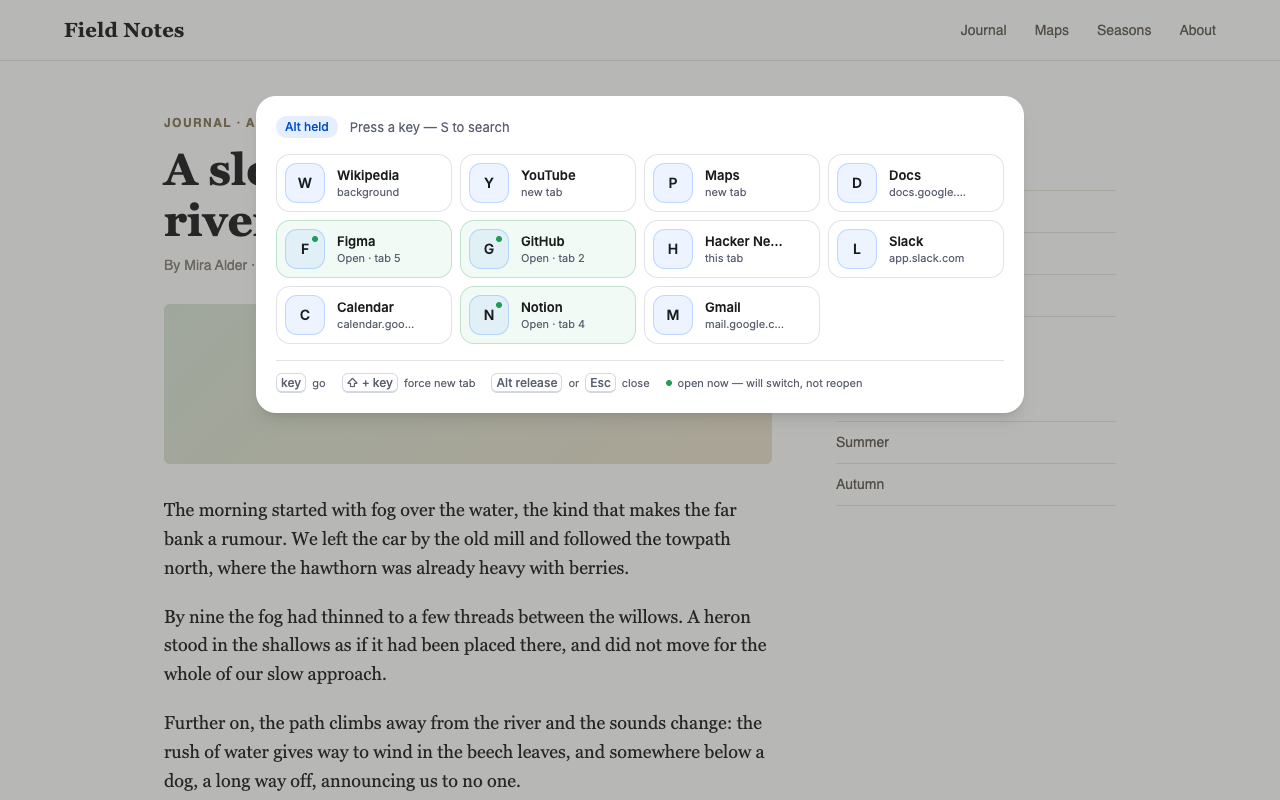 Field Notes
Journal
Maps
Seasons
About
JOURNAL · A
A slo
river
By Mira Alder ·
Alt held
Press a key — S to search
W
Wikipedia
background
Y
YouTube
new tab
P
Maps
new tab
D
Docs
docs.google....
F
Figma
Open · tab 5
G
GitHub
Open · tab 2
H
Hacker Ne...
this tab
L
Slack
app.slack.com
C
Calendar
calendar.goo...
N
Notion
Open · tab 4
M
Gmail
mail.google.c...
key go
⇧ + key force new tab
Alt release or Esc close
open now — will switch, not reopen
Summer
Autumn
The morning started with fog over the water, the kind that makes the far
bank a rumour. We left the car by the old mill and followed the towpath
north, where the hawthorn was already heavy with berries.
By nine the fog had thinned to a few threads between the willows. A heron
stood in the shallows as if it had been placed there, and did not move for the
whole of our slow approach.
Further on, the path climbs away from the river and the sounds change: the
rush of water gives way to wind in the beech leaves, and somewhere below a
dog, a long way off, announcing us to no one.